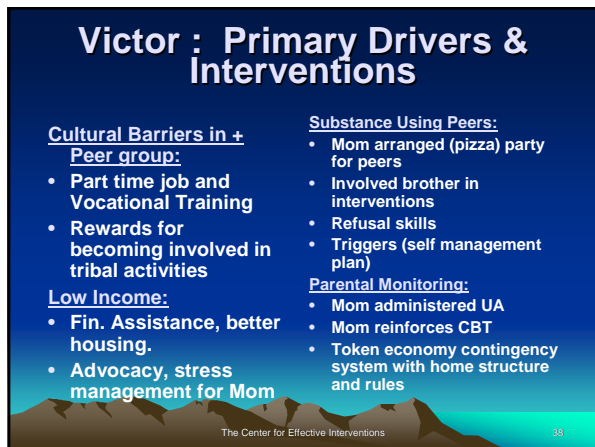 Victor : Primary Drivers &
Interventions
Cultural Barriers in +
Peer group:
• Part time job and
Vocational Training
• Rewards for
becoming involved in
tribal activities
Low Income:
• Fin. Assistance, better
housing.
• Advocacy, stress
management for Mom
Substance Using Peers:
• Mom arranged (pizza) party
for peers
• Involved brother in
interventions
• Refusal skills
• Triggers (self management
plan)
Parental Monitoring:
• Mom administered UA
• Mom reinforces CBT
• Token economy contingency
system with home structure
and rules
The Center for Effective Interventions
38